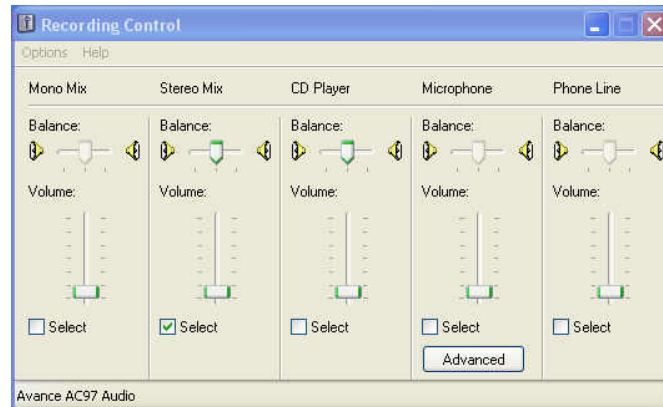 Recording Control
Options Help
Mono Mix Stereo Mix CD Player Microphone Phone Line
Balance: Balance: Balance: Balance: Balance:
Volume: Volume: Volume: Volume: Volume:
Select Select Select Select Select
Advanced
Avance AC97 Audio